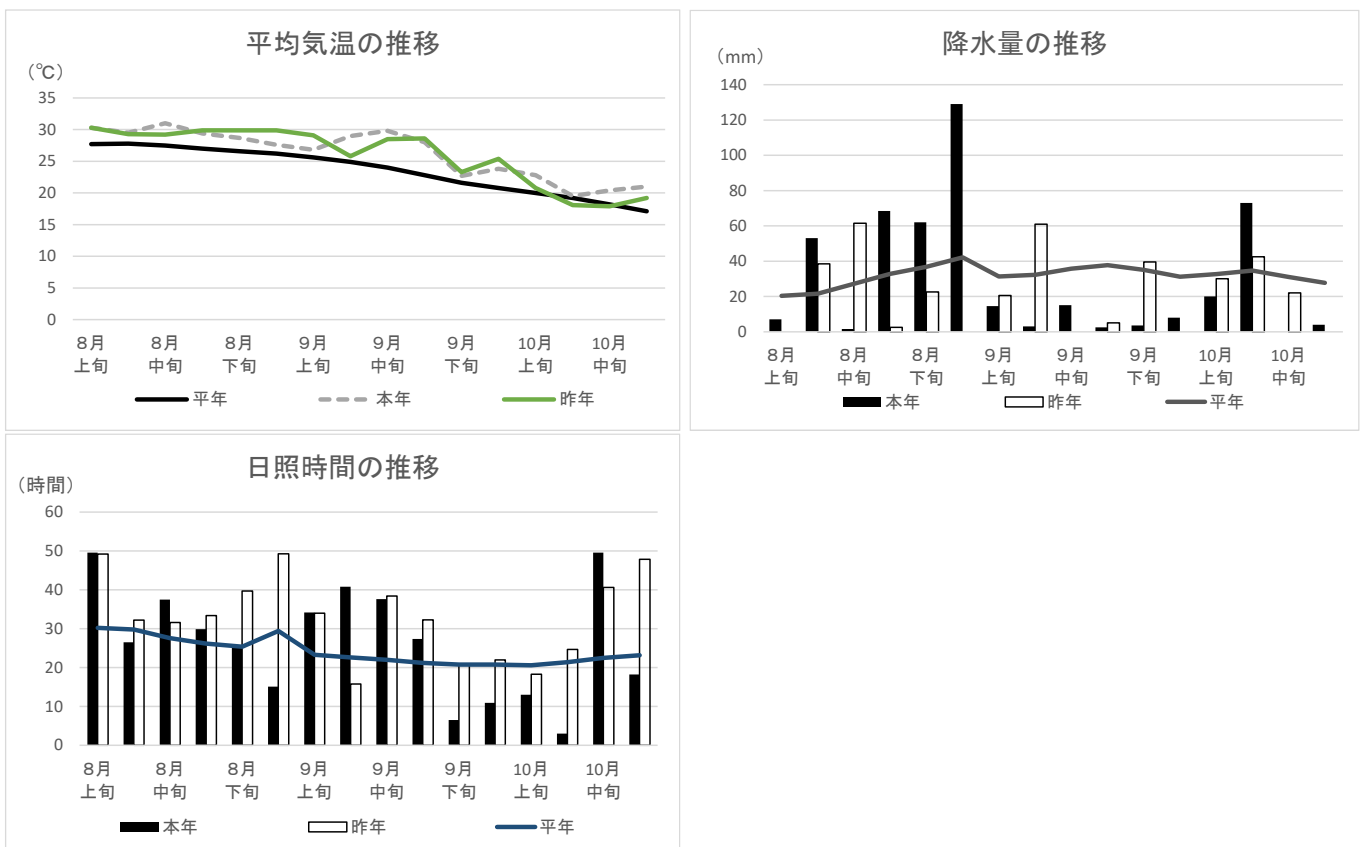 平均気温の推移
（℃）
35
30
25
20
15
10
5
0
8月 8月 8月 9月 9月 9月 10月 10月
上旬 中旬 下旬 上旬 中旬 下旬 上旬 中旬
平年 本年 昨年
降水量の推移
（mm）
140
120
100
80
60
40
20
0
8月 8月 8月 9月 9月 9月 10月 10月
上旬 中旬 下旬 上旬 中旬 下旬 上旬 中旬
本年 昨年 平年
日照時間の推移
（時間）
60
50
40
30
20
10
0
8月 8月 8月 9月 9月 9月 10月 10月
上旬 中旬 下旬 上旬 中旬 下旬 上旬 中旬
本年 昨年 平年